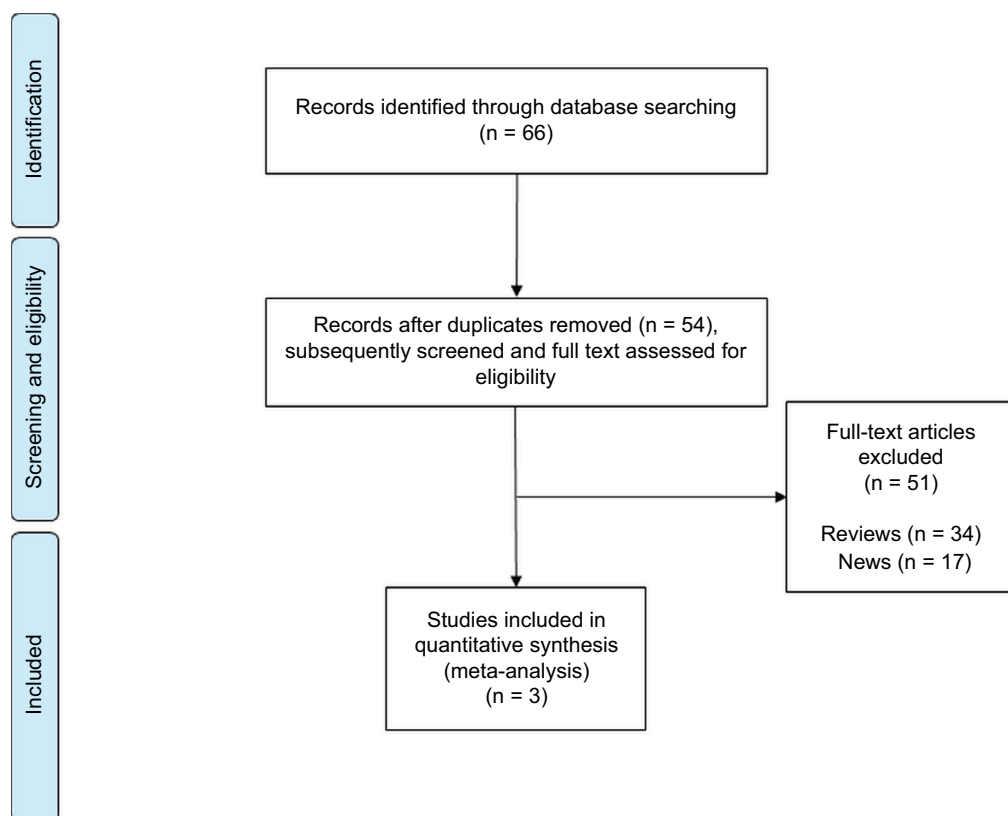 Identification
Records identified through database searching
(n = 66)
Screening and eligibility
Records after duplicates removed (n = 54),
subsequently screened and full text assessed for
eligibility
Full-text articles
excluded
(n = 51)
Reviews (n = 34)
News (n = 17)
Included
Studies included in
quantitative synthesis
(meta-analysis)
(n = 3)